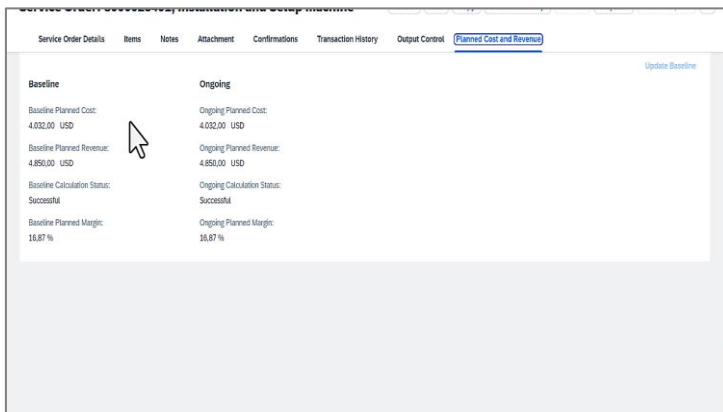 Service Order Details Items Notes Attachment Confirmations Transaction History Output Control Planned Cost and Revenue
Update Baseline
Baseline Ongoing
Baseline Planned Cost: Ongoing Planned Cost:
4.032,00 USD 4.032,00 USD
Baseline Planned Revenue: Ongoing Planned Revenue:
4.850,00 USD 4.850,00 USD
Baseline Calculation Status: Ongoing Calculation Status:
Successful Successful
Baseline Planned Margin: Ongoing Planned Margin:
16,87 % 16,87 %